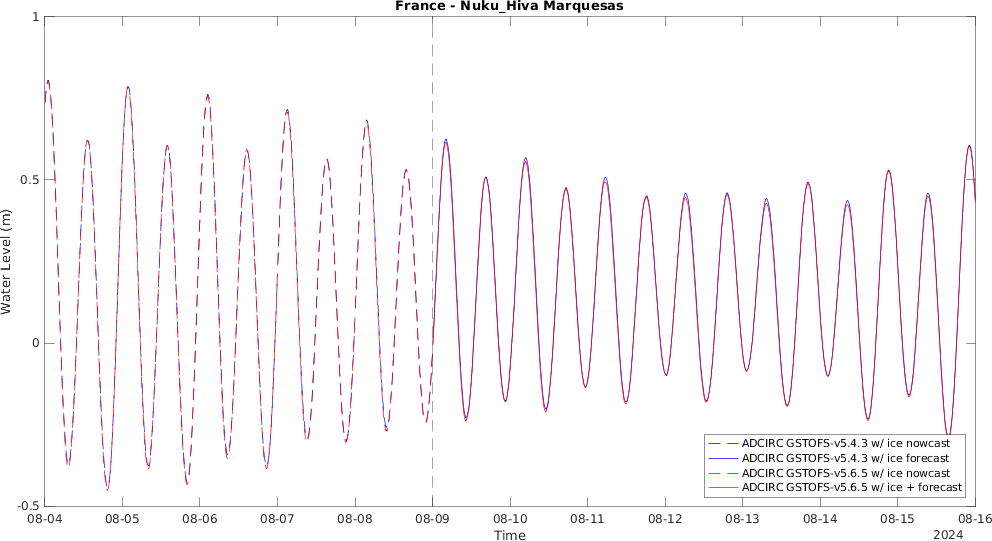 France - Nuku_Hiva Marquesas
1
0.5
0
-0.5
Water Level (m)
ADCIRC GSTOFS-v5.4.3 w/ ice nowcast
ADCIRC GSTOFS-v5.4.3 w/ ice forecast
ADCIRC GSTOFS-v5.6.5 w/ ice nowcast
ADCIRC GSTOFS-v5.6.5 w/ ice + forecast
08-04 08-05 08-06 08-07 08-08 08-09 08-10 08-11 08-12 08-13 08-14 08-15 08-16
Time
2024